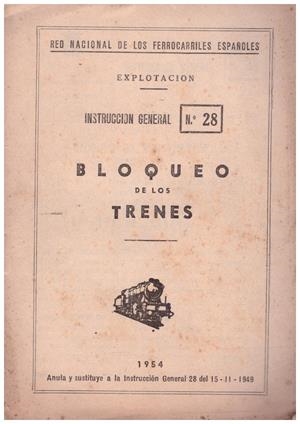 RED NACIONAL DE LOS FERROCARRILES ESPAÑOLES
EXPLOTACION
INSTRUCCION GENERAL N.º 28
BLOQUEO
DE LOS
TRENES
1954
Anula y sustituye a la Instrucción General 28 del 15 - 11 - 1949